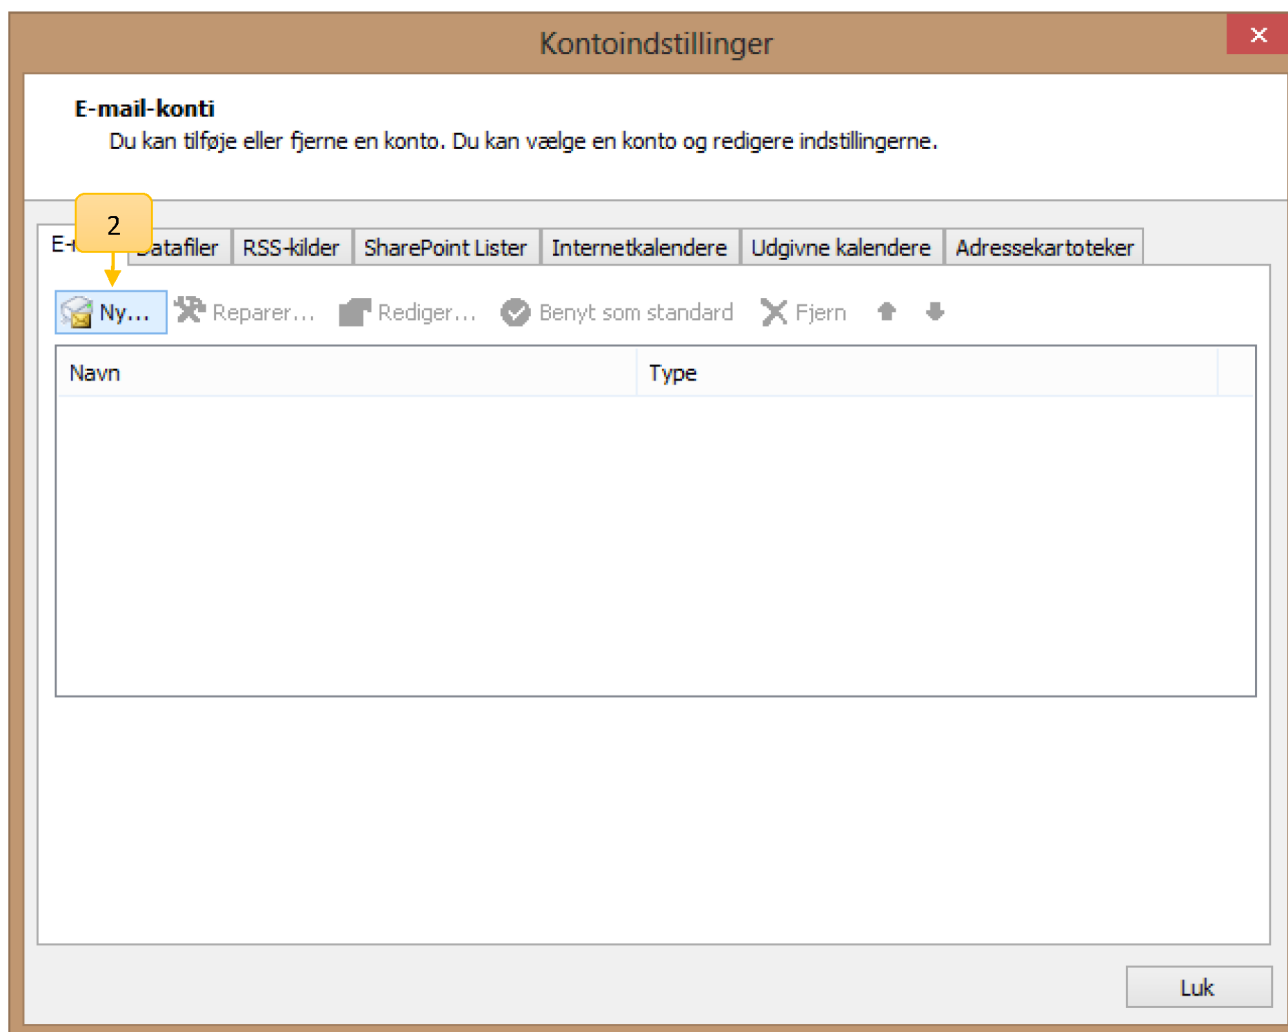 Kontoindstillinger
E-mail-konti
Du kan tilføje eller fjerne en konto. Du kan vælge en konto og redigere indstillingerne.
2
Datafiler RSS-kilder SharePoint Lister Internetkalendere Udgivne kalendere Adressekartoteker
Ny... Reparer... Rediger... Benyt som standard Fjern
Navn Type
Luk